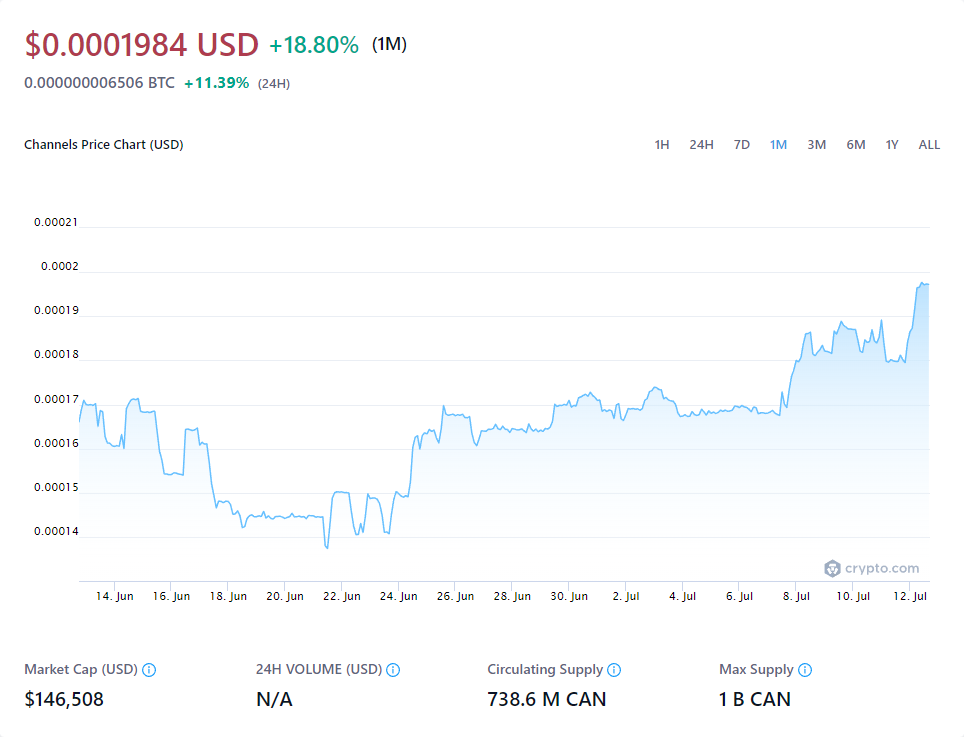 $0.0001984 USD +18.80% (1M)
0.000000006506 BTC +11.39% (24H)
Channels Price Chart (USD) 1H 24H 7D 1M 3M 6M 1Y ALL
0.00021
0.0002
0.00019
0.00018
0.00017
0.00016
0.00015
0.00014
crypto.com
14. Jun 16. Jun 18. Jun 20. Jun 22. Jun 24. Jun 26. Jun 28. Jun 30. Jun 2. Jul 4. Jul 6. Jul 8. Jul 10. Jul 12. Jul
Market Cap (USD) 24H VOLUME (USD) Circulating Supply Max Supply
$146,508 N/A 738.6 M CAN 1 B CAN